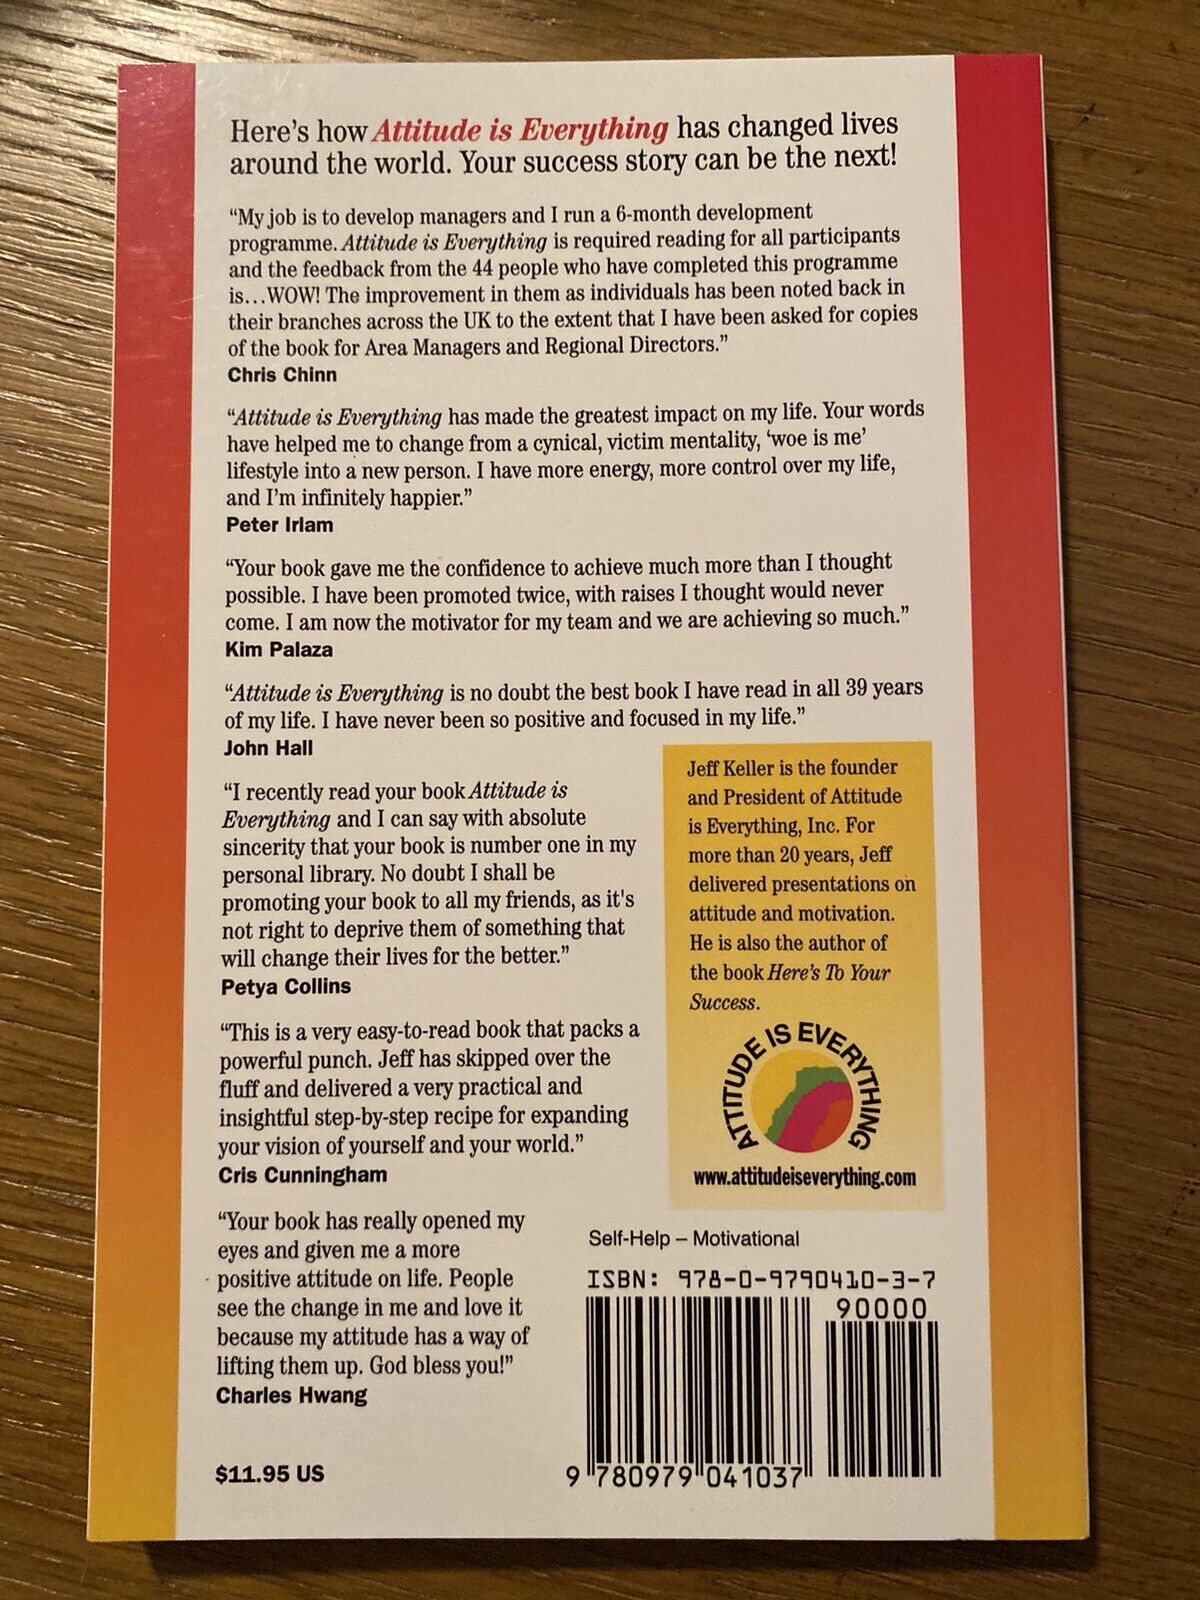 Here's how Attitude is Everything has changed lives
around the world. Your success story can be the next!
“My job is to develop managers and I run a 6-month development
programme. Attitude is Everything is required reading for all participants
and the feedback from the 44 people who have completed this programme
is…WOW! The improvement in them as individuals has been noted back in
their branches across the UK to the extent that I have been asked for copies
of the book for Area Managers and Regional Directors.”
Chris Chinn
“Attitude is Everything has made the greatest impact on my life. Your words
have helped me to change from a cynical, victim mentality, ‘woe is me’
lifestyle into a new person. I have more energy, more control over my life,
and I'm infinitely happier.”
Peter Irlam
“Your book gave me the confidence to achieve much more than I thought
possible. I have been promoted twice, with raises I thought would never
come. I am now the motivator for my team and we are achieving so much.”
Kim Palaza
“Attitude is Everything is no doubt the best book I have read in all 39 years
of my life. I have never been so positive and focused in my life.”
John Hall
“I recently read your book Attitude is
Everything and I can say with absolute
sincerity that your book is number one in my
personal library. No doubt I shall be
promoting your book to all my friends, as it's
not right to deprive them of something that
will change their lives for the better.”
Petya Collins
“This is a very easy-to-read book that packs a
powerful punch. Jeff has skipped over the
fluff and delivered a very practical and
insightful step-by-step recipe for expanding
your vision of yourself and your world.”
Cris Cunningham
“Your book has really opened my
eyes and given me a more
positive attitude on life. People
see the change in me and love it
because my attitude has a way of
lifting them up. God bless you!”
Charles Hwang
$11.95 US
Jeff Keller is the founder
and President of Attitude
is Everything, Inc. For
more than 20 years, Jeff
delivered presentations on
attitude and motivation.
He is also the author of
the book Here's To Your
Success.
ATTITUDE IS EVERYTHING
www.attitudeiseverything.com
Self-Help – Motivational
ISBN: 978-0-9790410-3-7
90000
9 780979 041037